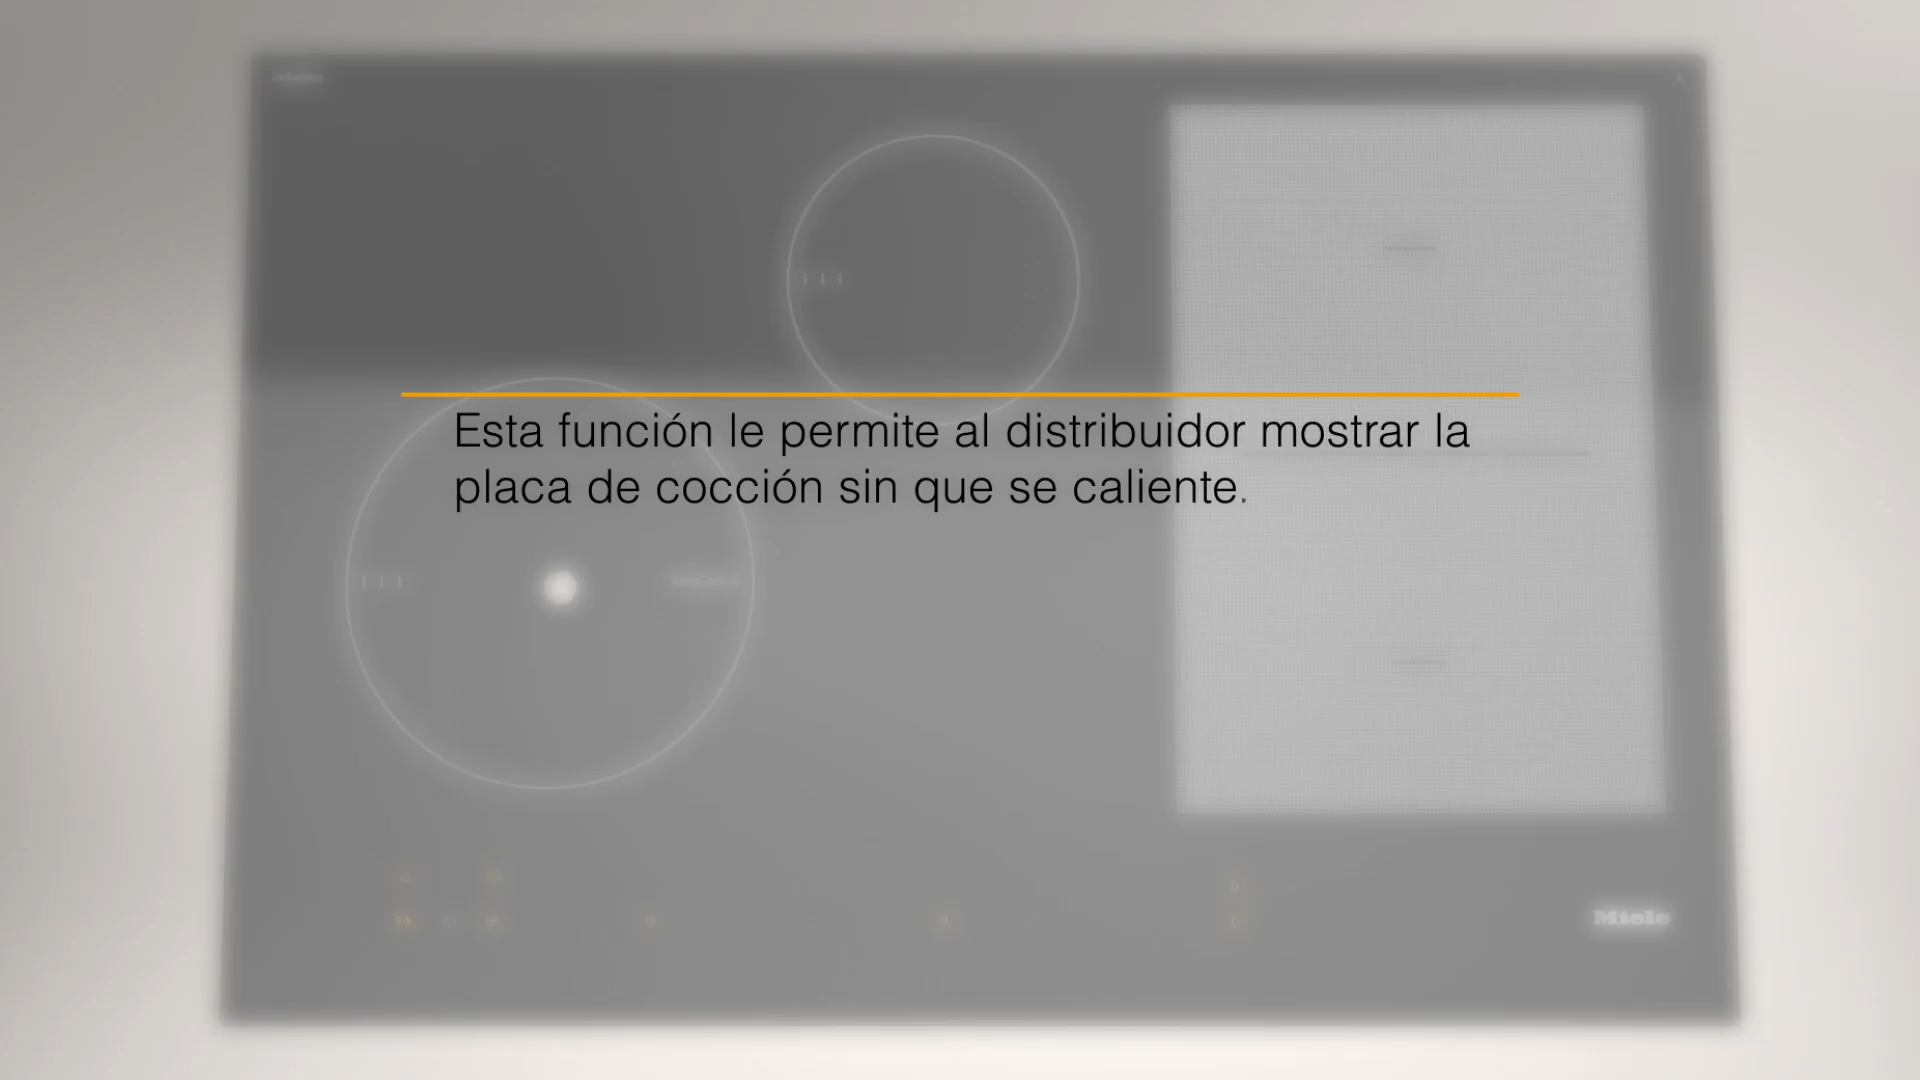 Esta función le permite al distribuidor mostrar la
placa de cocción sin que se caliente.
Miele